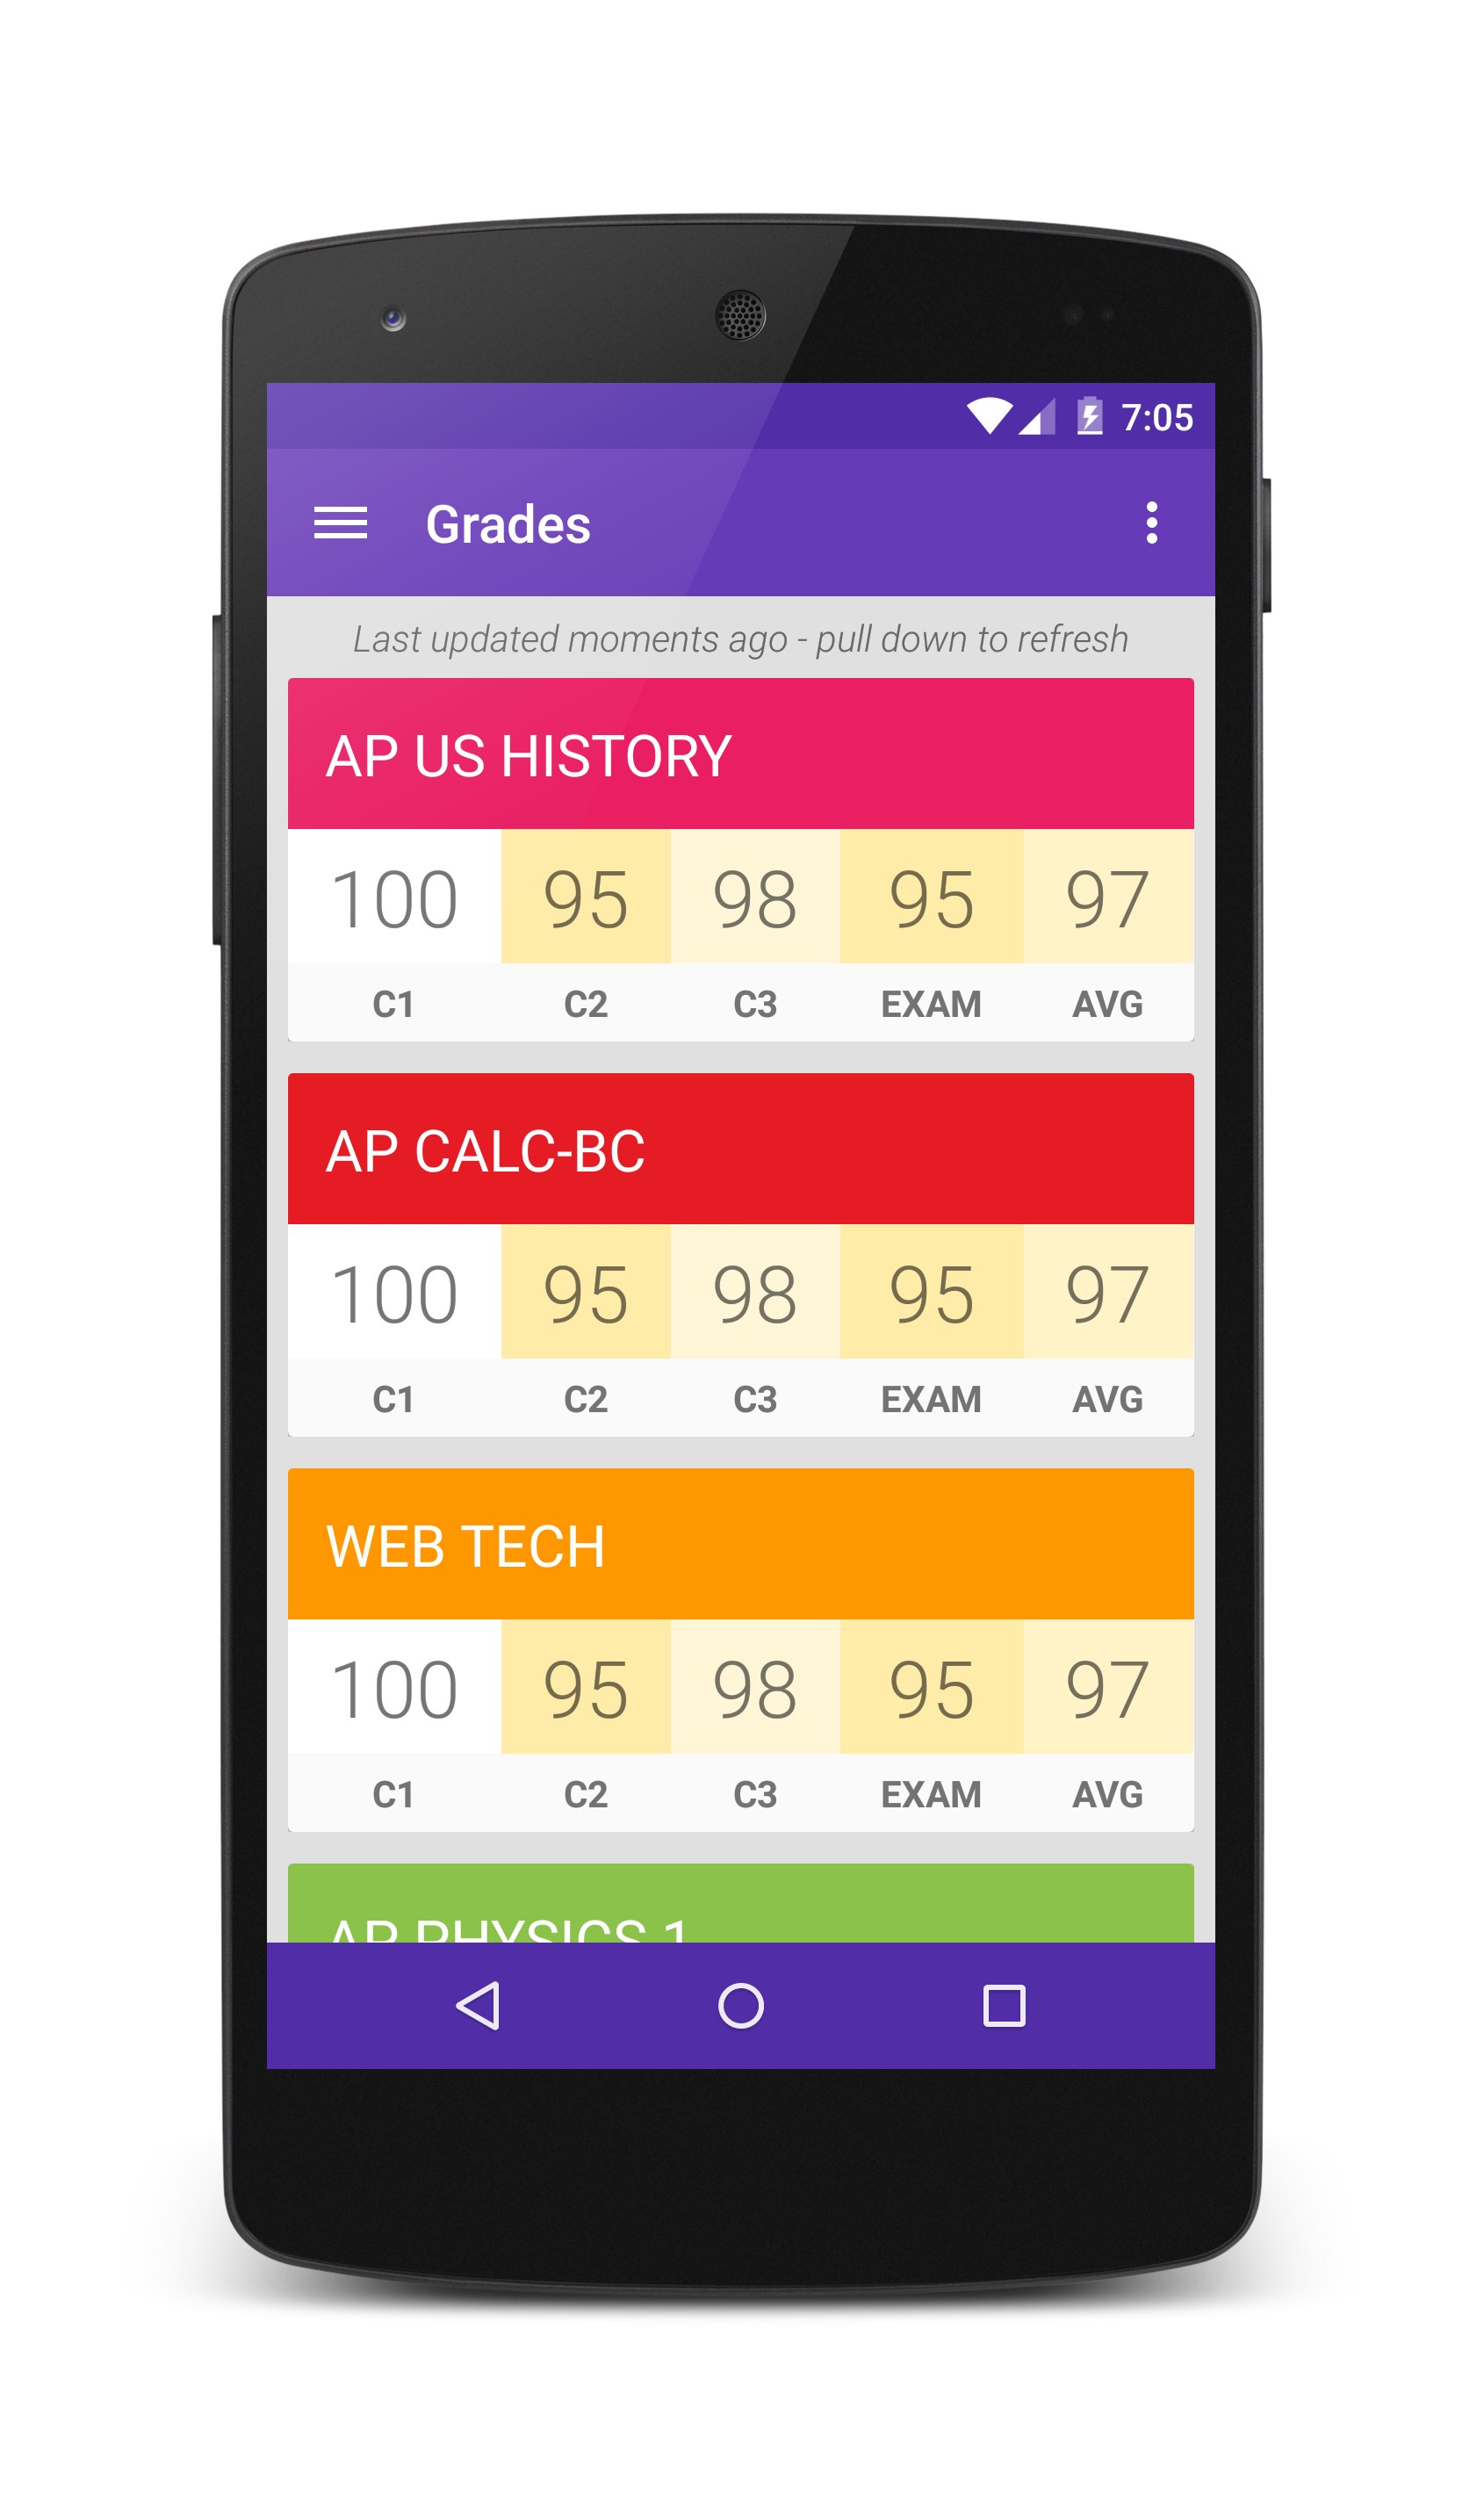 7:05
Grades
Last updated moments ago - pull down to refresh
AP US HISTORY
100 95 98 95 97
C1 C2 C3 EXAM AVG
AP CALC-BC
100 95 98 95 97
C1 C2 C3 EXAM AVG
WEB TECH
100 95 98 95 97
C1 C2 C3 EXAM AVG
AP PHYSICS 1